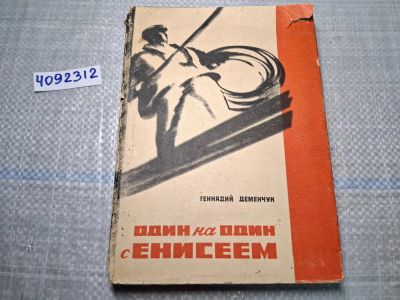 4092312
ГЕННАДИЙ ДЕМЕНЧУК
ОДИН на ОДИН
с ЕНИСЕЕМ